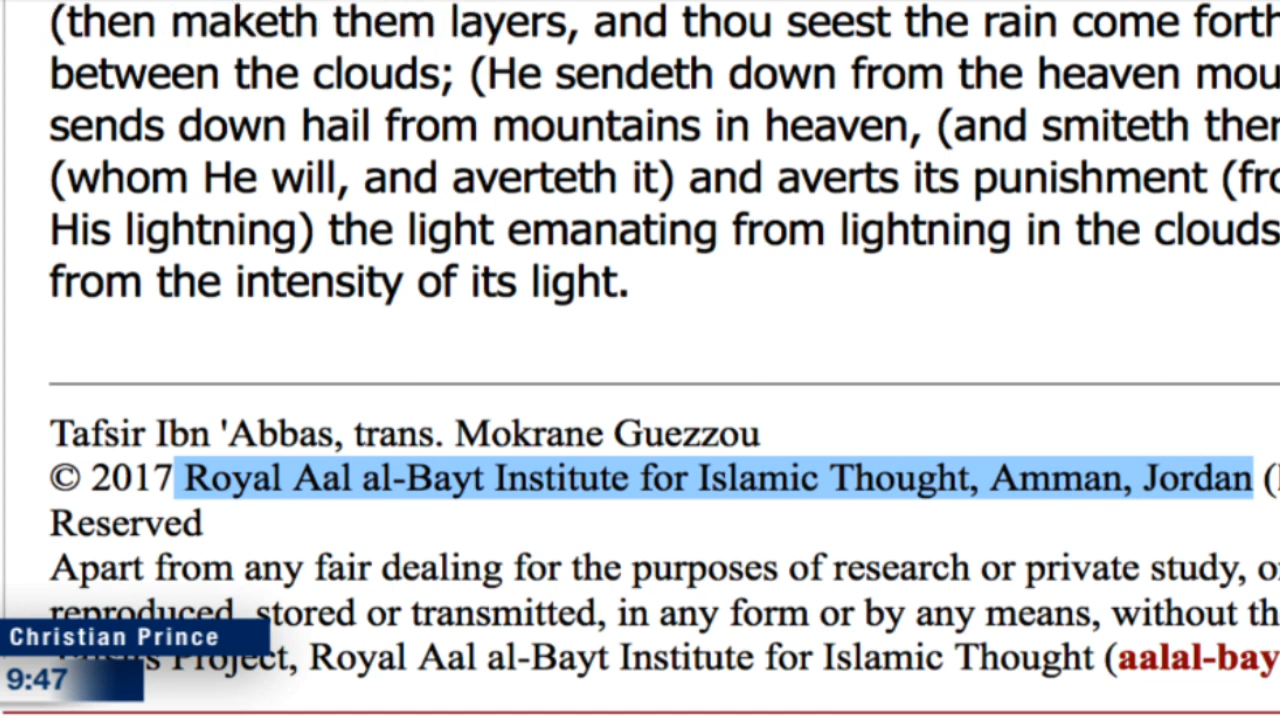 (then maketh them layers, and thou seest the rain come forth
between the clouds; (He sendeth down from the heaven mou
sends down hail from mountains in heaven, (and smiteth ther
(whom He will, and averteth it) and averts its punishment (fro
His lightning) the light emanating from lightning in the clouds
from the intensity of its light.
Tafsir Ibn 'Abbas, trans. Mokrane Guezzou
© 2017 Royal Aal al-Bayt Institute for Islamic Thought, Amman, Jordan (
Reserved
Apart from any fair dealing for the purposes of research or private study, o
reproduced, stored or transmitted, in any form or by any means, without th
Project, Royal Aal al-Bayt Institute for Islamic Thought (aalal-bay
Christian Prince
9:47